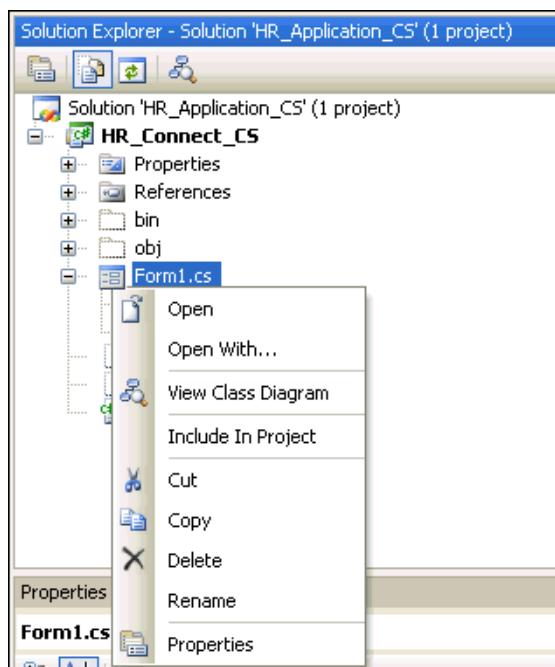 Solution Explorer - Solution 'HR_Application_CS' (1 project)
Solution 'HR_Application_CS' (1 project)
HR_Connect_CS
Properties
References
bin
obj
Form1.cs
Open
Open With...
View Class Diagram
Include In Project
Cut
Copy
Delete
Rename
Properties
Properties
Form1.cs